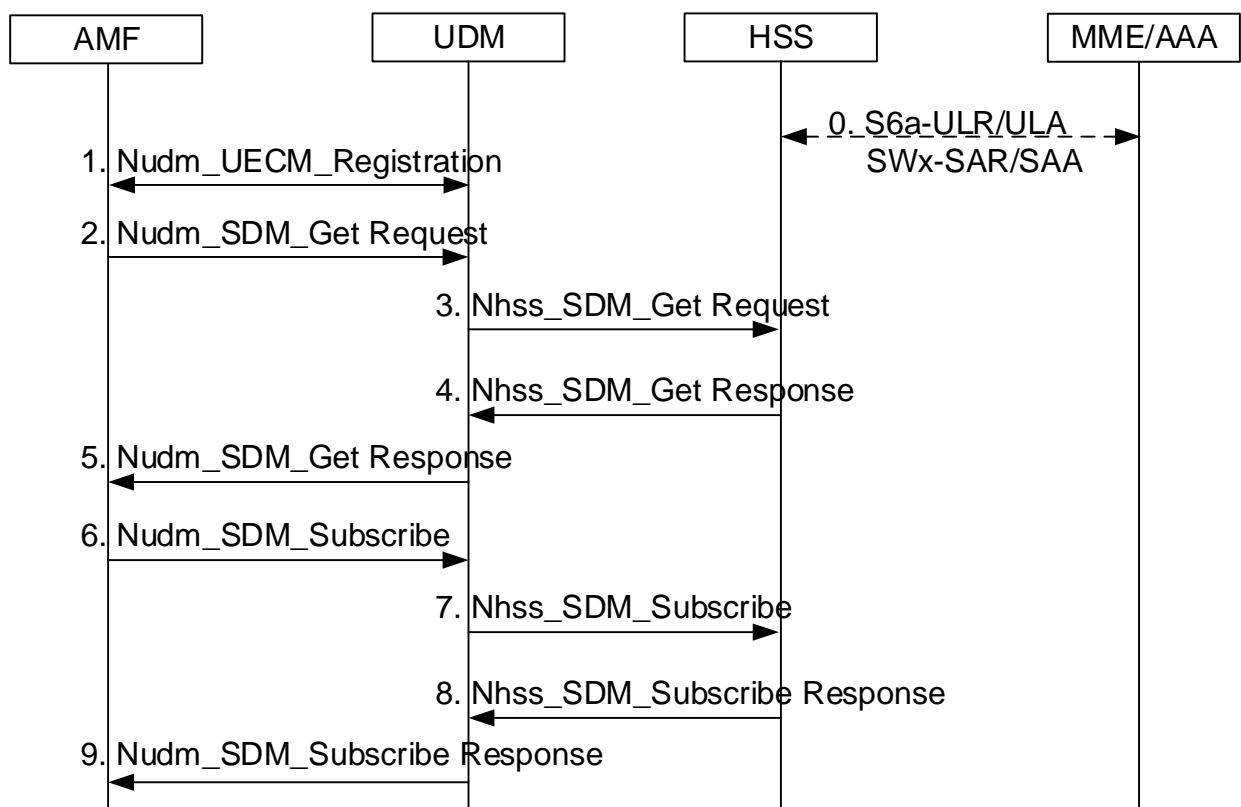 AMF
UDM
HSS
MME/AAA
0. S6a-ULR/ULA
SWx-SAR/SAA
1. Nudm_UECM_Registration
2. Nudm_SDM_Get Request
3. Nhss_SDM_Get Request
4. Nhss_SDM_Get Response
5. Nudm_SDM_Get Response
6. Nudm_SDM_Subscribe
7. Nhss_SDM_Subscribe
8. Nhss_SDM_Subscribe Response
9. Nudm_SDM_Subscribe Response